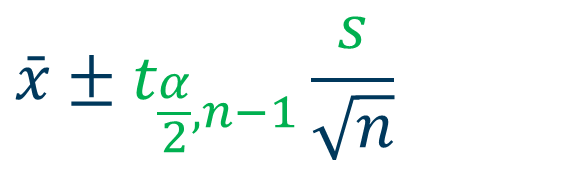 x̄ ± t_{α/2, n−1} s/√n